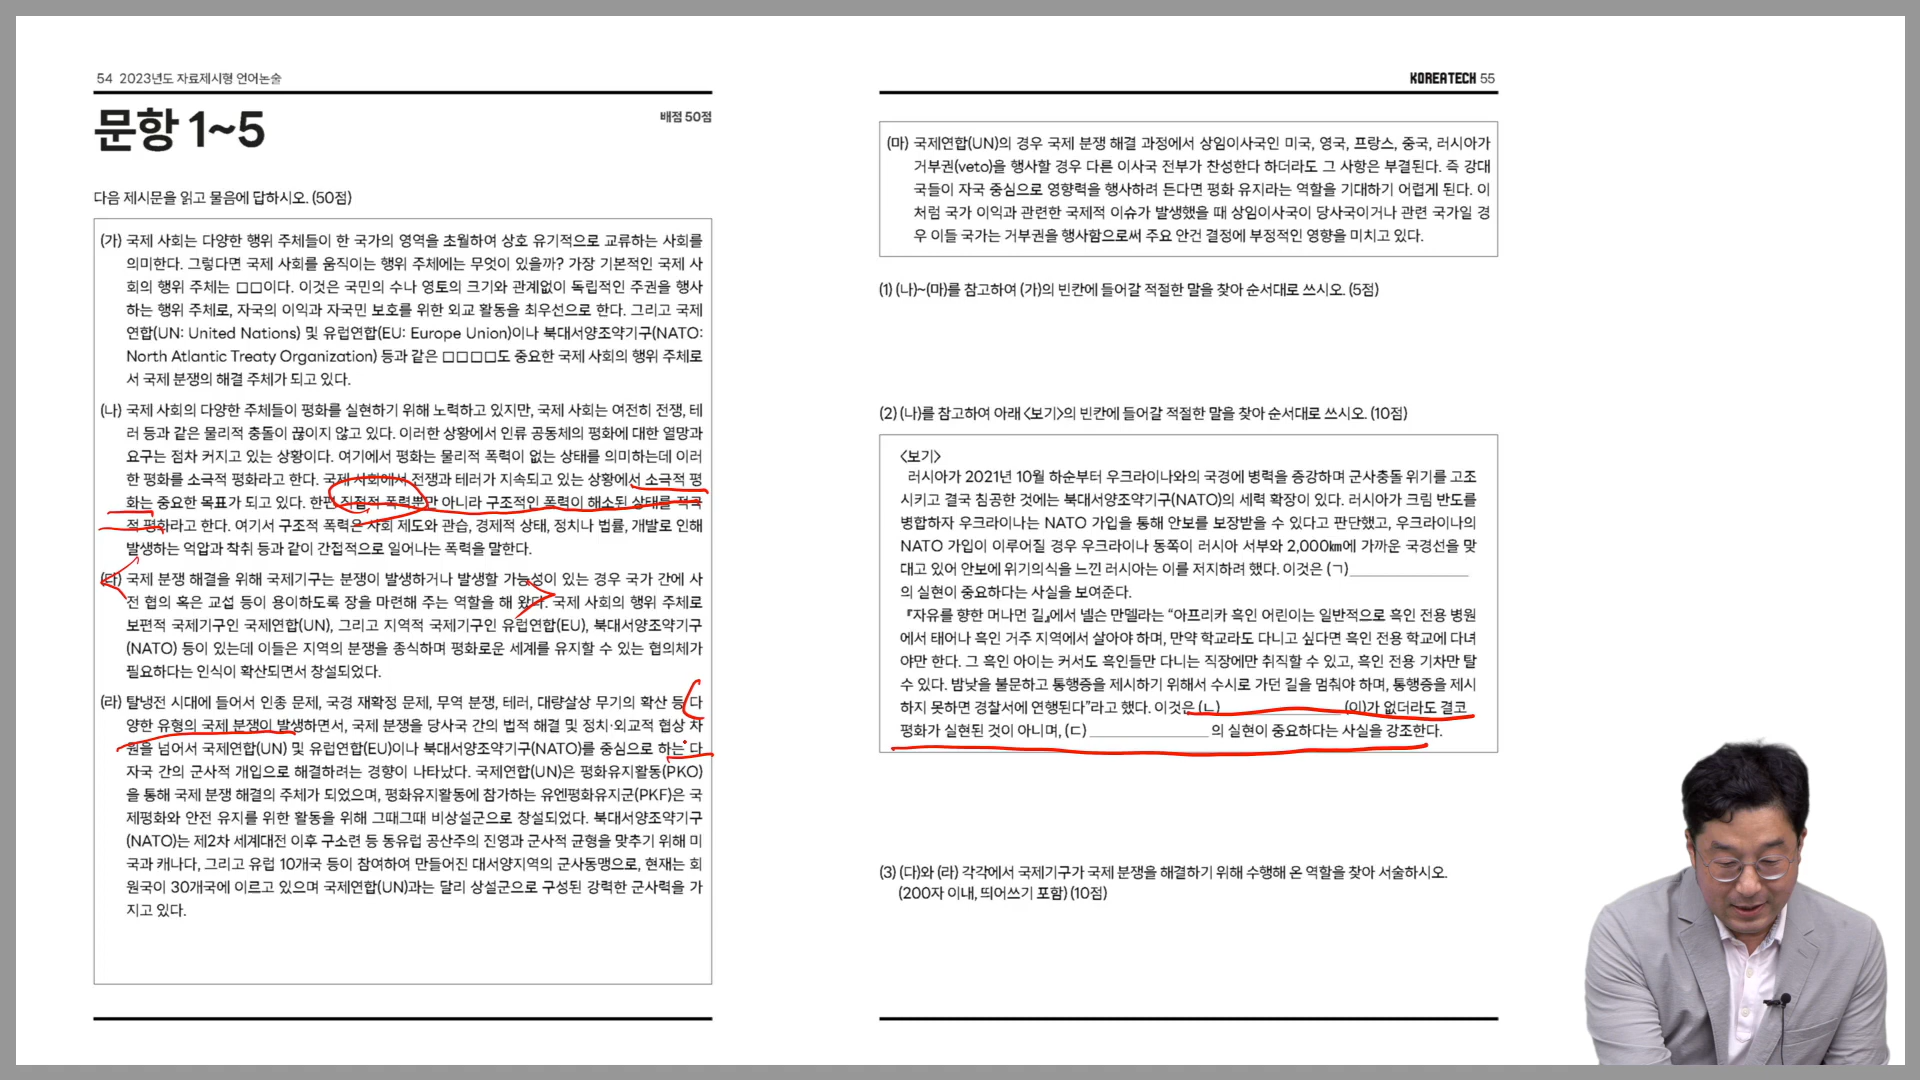 54 2023년도 자료제시형 언어논술
문항 1~5
배점 50점
다음 제시문을 읽고 물음에 답하시오. (50점)
(가) 국제 사회는 다양한 행위 주체들이 한 국가의 영역을 초월하여 상호 유기적으로 교류하는 사회를
의미한다. 그렇다면 국제 사회를 움직이는 행위 주체에는 무엇이 있을까? 가장 기본적인 국제 사
회의 행위 주체는 □□이다. 이것은 국민의 수나 영토의 크기와 관계없이 독립적인 주권을 행사
하는 행위 주체로, 자국의 이익과 자국민 보호를 위한 외교 활동을 최우선으로 한다. 그리고 국제
연합(UN: United Nations) 및 유럽연합(EU: Europe Union)이나 북대서양조약기구(NATO:
North Atlantic Treaty Organization) 등과 같은 □□□□도 중요한 국제 사회의 행위 주체로
서 국제 분쟁의 해결 주체가 되고 있다.
(나) 국제 사회의 다양한 주체들이 평화를 실현하기 위해 노력하고 있지만, 국제 사회는 여전히 전쟁, 테
러 등과 같은 물리적 충돌이 끊이지 않고 있다. 이러한 상황에서 인류 공동체의 평화에 대한 열망과
요구는 점차 커지고 있는 상황이다. 여기에서 평화는 물리적 폭력이 없는 상태를 의미하는데 이러
한 평화를 소극적 평화라고 한다. 국제 사회에서 전쟁과 테러가 지속되고 있는 상황에서 소극적 평
화는 중요한 목표가 되고 있다. 한편 직접적 폭력뿐만 아니라 구조적인 폭력이 해소된 상태를 적극
적 평화라고 한다. 여기서 구조적 폭력은 사회 제도와 관습, 경제적 상태, 정치나 법률, 개발로 인해
발생하는 억압과 착취 등과 같이 간접적으로 일어나는 폭력을 말한다.
(다) 국제 분쟁 해결을 위해 국제기구는 분쟁이 발생하거나 발생할 가능성이 있는 경우 국가 간에 사
전 협의 혹은 교섭 등이 용이하도록 장을 마련해 주는 역할을 해 왔다. 국제 사회의 행위 주체로
보편적 국제기구인 국제연합(UN), 그리고 지역적 국제기구인 유럽연합(EU), 북대서양조약기구
(NATO) 등이 있는데 이들은 지역의 분쟁을 종식하며 평화로운 세계를 유지할 수 있는 협의체가
필요하다는 인식이 확산되면서 창설되었다.
(라) 탈냉전 시대에 들어서 인종 문제, 국경 재확정 문제, 무역 분쟁, 테러, 대량살상 무기의 확산 등 다
양한 유형의 국제 분쟁이 발생하면서, 국제 분쟁을 당사국 간의 법적 해결 및 정치·외교적 협상 차
원을 넘어서 국제연합(UN) 및 유럽연합(EU)이나 북대서양조약기구(NATO)를 중심으로 하는 다
자국 간의 군사적 개입으로 해결하려는 경향이 나타났다. 국제연합(UN)은 평화유지활동(PKO)
을 통해 국제 분쟁 해결의 주체가 되었으며, 평화유지활동에 참가하는 유엔평화유지군(PKF)은 국
제평화와 안전 유지를 위한 활동을 위해 그때그때 비상설군으로 창설되었다. 북대서양조약기구
(NATO)는 제2차 세계대전 이후 구소련 등 동유럽 공산주의 진영과 군사적 균형을 맞추기 위해 미
국과 캐나다, 그리고 유럽 10개국 등이 참여하여 만들어진 대서양지역의 군사동맹으로, 현재는 회
원국이 30개국에 이르고 있으며 국제연합(UN)과는 달리 상설군으로 구성된 강력한 군사력을 가
지고 있다.
KOREATECH 55
(마) 국제연합(UN)의 경우 국제 분쟁 해결 과정에서 상임이사국인 미국, 영국, 프랑스, 중국, 러시아가
거부권(veto)을 행사할 경우 다른 이사국 전부가 찬성한다 하더라도 그 사항은 부결된다. 즉 강대
국들이 자국 중심으로 영향력을 행사하려 든다면 평화 유지라는 역할을 기대하기 어렵게 된다. 이
처럼 국가 이익과 관련한 국제적 이슈가 발생했을 때 상임이사국이 당사국이거나 관련 국가일 경
우 이들 국가는 거부권을 행사함으로써 주요 안건 결정에 부정적인 영향을 미치고 있다.
(1) (나)~(마)를 참고하여 (가)의 빈칸에 들어갈 적절한 말을 찾아 순서대로 쓰시오. (5점)
(2) (나)를 참고하여 아래 <보기>의 빈칸에 들어갈 적절한 말을 찾아 순서대로 쓰시오. (10점)
<보기>
러시아가 2021년 10월 하순부터 우크라이나와의 국경에 병력을 증강하며 군사충돌 위기를 고조
시키고 결국 침공한 것에는 북대서양조약기구(NATO)의 세력 확장이 있다. 러시아가 크림 반도를
병합하자 우크라이나는 NATO 가입을 통해 안보를 보장받을 수 있다고 판단했고, 우크라이나의
NATO 가입이 이루어질 경우 우크라이나 동쪽이 러시아 서부와 2,000㎞에 가까운 국경선을 맞
대고 있어 안보에 위기의식을 느낀 러시아는 이를 저지하려 했다. 이것은 (ㄱ)________________
의 실현이 중요하다는 사실을 보여준다.
『자유를 향한 머나먼 길』에서 넬슨 만델라는 “아프리카 흑인 어린이는 일반적으로 흑인 전용 병원
에서 태어나 흑인 거주 지역에서 살아야 하며, 만약 학교라도 다니고 싶다면 흑인 전용 학교에 다녀
야만 한다. 그 흑인 아이는 커서도 흑인들만 다니는 직장에만 취직할 수 있고, 흑인 전용 기차만 탈
수 있다. 밤낮을 불문하고 통행증을 제시하기 위해서 수시로 가던 길을 멈춰야 하며, 통행증을 제시
하지 못하면 경찰서에 연행된다”라고 했다. 이것은 (ㄴ)________________ (이)가 없더라도 결코
평화가 실현된 것이 아니며, (ㄷ) ________________ 의 실현이 중요하다는 사실을 강조한다.
(3) (다)와 (라) 각각에서 국제기구가 국제 분쟁을 해결하기 위해 수행해 온 역할을 찾아 서술하시오.
(200자 이내, 띄어쓰기 포함) (10점)